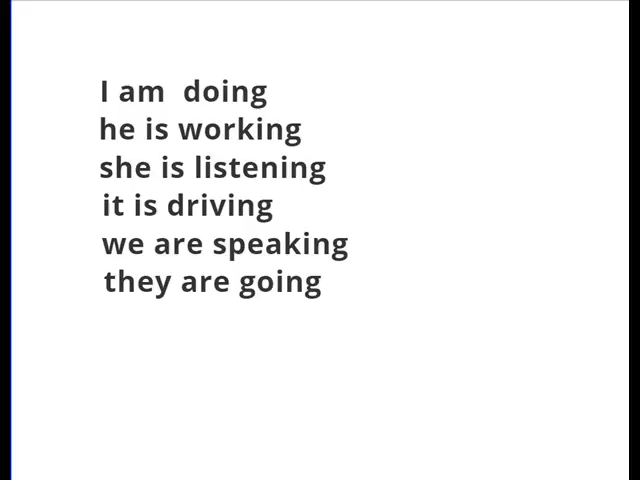 I am  doing
he is working
she is listening
it is driving
we are speaking
they are going